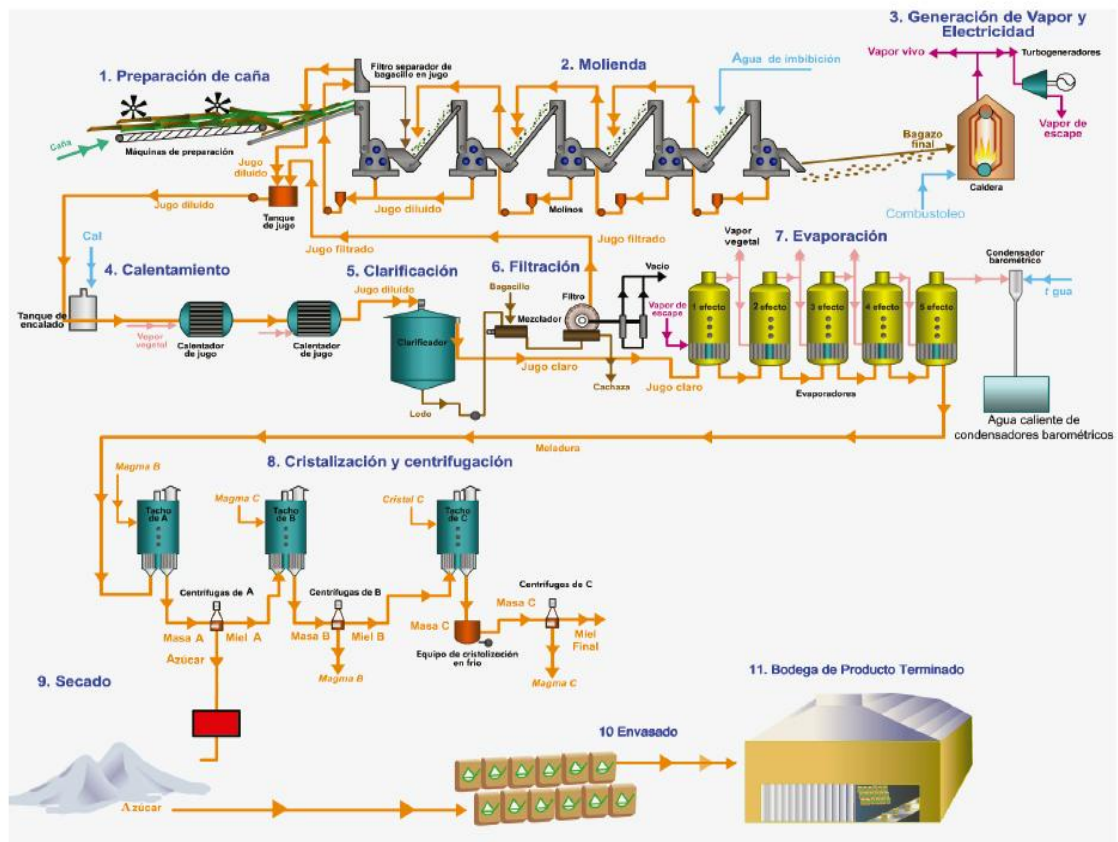 3. Generación de Vapor y
Electricidad
Vapor vivo
Turbogeneradores
Vapor de
escape
Caldera
Combustoleo
Bagazo
final
1. Preparación de caña
Filtro separador de
bagacillo en jugo
2. Molienda
Agua de imbibición
Caña
Máquinas de preparación
Jugo
diluido
Jugo diluido
Tanque
de jugo
Jugo diluido
Molinos
Jugo filtrado
Jugo filtrado
Cal
4. Calentamiento
Tanque de
encalado
Vapor
vegetal
Calentador
de jugo
Calentador
de jugo
5. Clarificación
Jugo diluido
Clarificador
Lodo
Jugo claro
6. Filtración
Bagacillo
Mezclador
Filtro
Vacío
Cachaza
Vapor
vegetal
7. Evaporación
Condensador
barométrico
Vapor de
escape
1 efecto
2 efecto
3 efecto
4 efecto
5 efecto
t gua
Jugo claro
Evaporadores
Agua caliente de
condensadores barométricos
Meladura
8. Cristalización y centrifugación
Magma B
Tacho
de A
Magma C
Tacho
de B
Cristal C
Tacho
de C
Centrífugas de A
Centrífugas de B
Centrífugas de C
Masa A
Miel A
Masa B
Miel B
Masa C
Masa C
Miel
Final
Azúcar
Magma B
Equipo de cristalización
en frío
Magma C
9. Secado
11. Bodega de Producto Terminado
10 Envasado
Azúcar